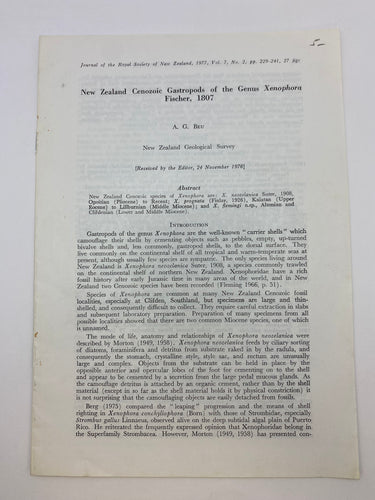 5-
Journal of the Royal Society of New Zealand, 1977, Vol. 7, No. 2, pp. 229-241, 27 figs
New Zealand Cenozoic Gastropods of the Genus Xenophora
Fischer, 1807
A. G. Beu
New Zealand Geological Survey
[Received by the Editor, 24 November 1976]
Abstract
New Zealand Cenozoic species of Xenophora are: X. neozelanica Suter, 1908,
Opoitian (Pliocene) to Recent; X. prognata (Finlay, 1926), Kaiatan (Upper
Eocene) to Lillburnian (Middle Miocene); and X. flemingi n.sp., Altonian and
Clifdenian (Lower and Middle Miocene).
Introduction
Gastropods of the genus Xenophora are the well-known "carrier shells" which
camouflage their shells by cementing objects such as pebbles, empty, up-turned
bivalve shells and, less commonly, gastropod shells, to the dorsal surface. They
live commonly on the continental shelf of all tropical and warm-temperate seas at
present, although usually few species are sympatric. The only species living around
New Zealand is Xenophora neozelanica Suter, 1908, a species commonly trawled
on the continental shelf of northern New Zealand. Xenophoridae have a rich
fossil history after early Jurassic time in many areas of the world, and in New
Zealand two Cenozoic species have been recorded (Fleming 1966, p. 51).
Species of Xenophora are common at many New Zealand Cenozoic fossil
localities, especially at Clifden, Southland, but specimens are large and thin-
shelled, and consequently difficult to collect. They require careful extraction in slabs
and subsequent laboratory preparation. Preparation of many specimens from all
possible localities showed that there are two common Miocene species, one of which
is unnamed.
The mode of life, anatomy and relationships of Xenophora neozelanica were
described by Morton (1949, 1958). X. neozelanica feeds by ciliary sorting
of diatoms, foraminifera and detritus (from substrate raked in by the radula, and
consequently the stomach, crystalline style, style sac, and rectum are unusually
large and complex. Objects from the substrate can be held in place by the
opposable anterior and opercular lobes of the foot for cementing on to the shell
and appear to be cemented by a secretion from the large pedal mucous glands. As
the camouflage detritus is attached by an organic cement, rather than by the shell
material (except in so far as the shell material holds it by physical constriction) it
is not surprising that the camouflaging objects are easily detached from fossils.
Berg (1975) compared the "leaping" progression and the means of shell
righting in Xenophora conchyliophora (Born) with those of Strombidae, especially
Strombus gallus Linnaeus, observed alive on the deep subtidal algal plain of Puerto
Rico. He reiterated the frequently expressed opinion that Xenophoridae belong in
the Superfamily Strombacea. However, Morton (1949, 1958) has presented con-